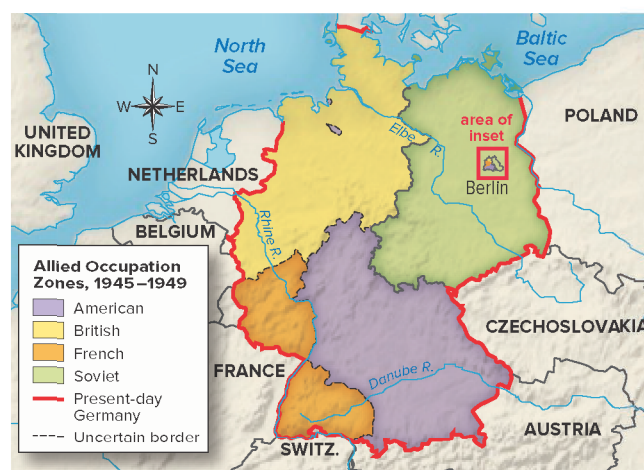 North
Sea
Baltic
Sea
N
W
E
S
UNITED
KINGDOM
POLAND
area of
inset
Elbe R.
Berlin
NETHERLANDS
BELGIUM
Rhine R.
Allied Occupation
Zones, 1945–1949
American
British
French
Soviet
Present-day
Germany
Uncertain border
CZECHOSLOVAKIA
FRANCE
Danube R.
AUSTRIA
SWITZ.